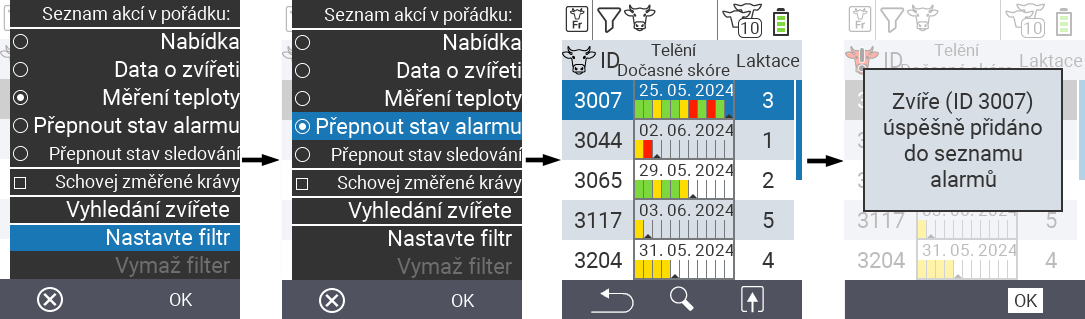 Seznam akcí v pořádku:
Nabídka
Data o zvířeti
Měření teploty
Přepnout stav alarmu
Přepnout stav sledování
Schovej změřené krávy
Vyhledání zvířete
Nastavte filtr
Vymaž filter
OK
Seznam akcí v pořádku:
Nabídka
Data o zvířeti
Měření teploty
Přepnout stav alarmu
Přepnout stav sledování
Schovej změřené krávy
Vyhledání zvířete
Nastavte filtr
Vymaž filter
OK
Fr 10
ID Telění Dočasné skóre Laktace
3007 25. 05. 2024 3
3044 02. 06. 2024 1
3065 29. 05. 2024 2
3117 03. 06. 2024 5
3204 31. 05. 2024 4
Fr 10
ID Telění Dočasné skóre Laktace
Zvíře (ID 3007)
úspěšně přidáno
do seznamu
alarmů
3117 03. 06. 2024 5
3204 31. 05. 2024 4
OK